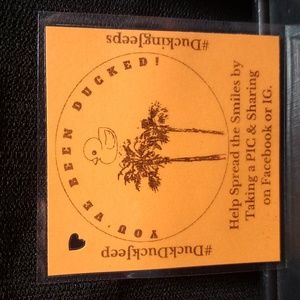 #DuckingJeeps
YOU'VE BEEN DUCKED!
#DuckDuckJeep
Help Spread the Smiles by
Taking a PIC & Sharing
on Facebook or IG.